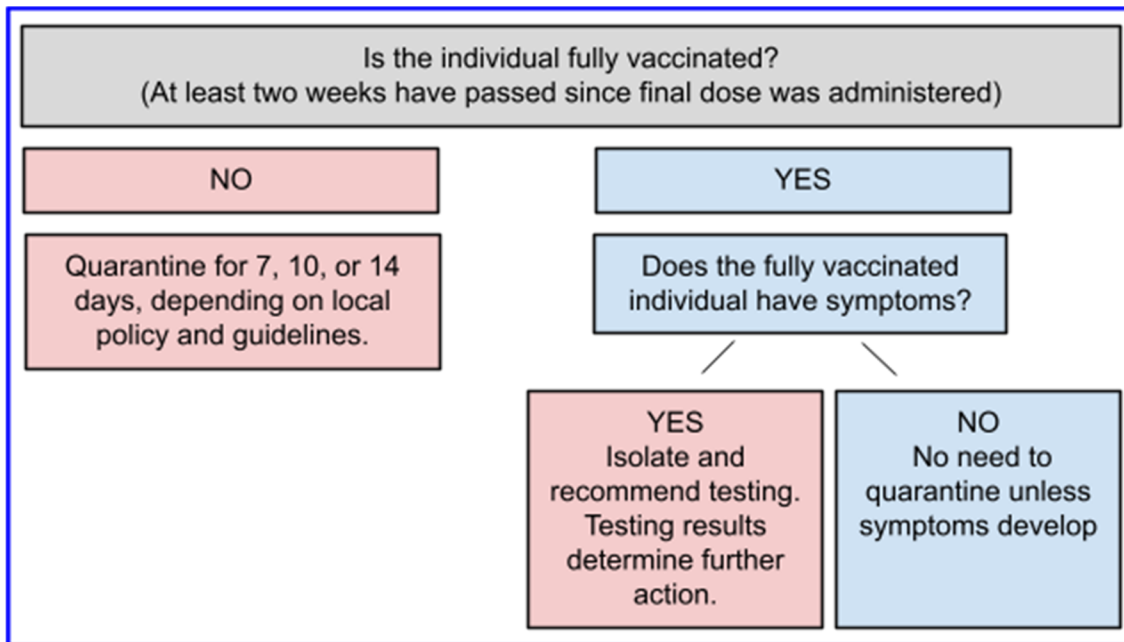 Is the individual fully vaccinated?
(At least two weeks have passed since final dose was administered)
NO
YES
Quarantine for 7, 10, or 14
days, depending on local
policy and guidelines.
Does the fully vaccinated
individual have symptoms?
YES
Isolate and
recommend testing.
Testing results
determine further
action.
NO
No need to
quarantine unless
symptoms develop